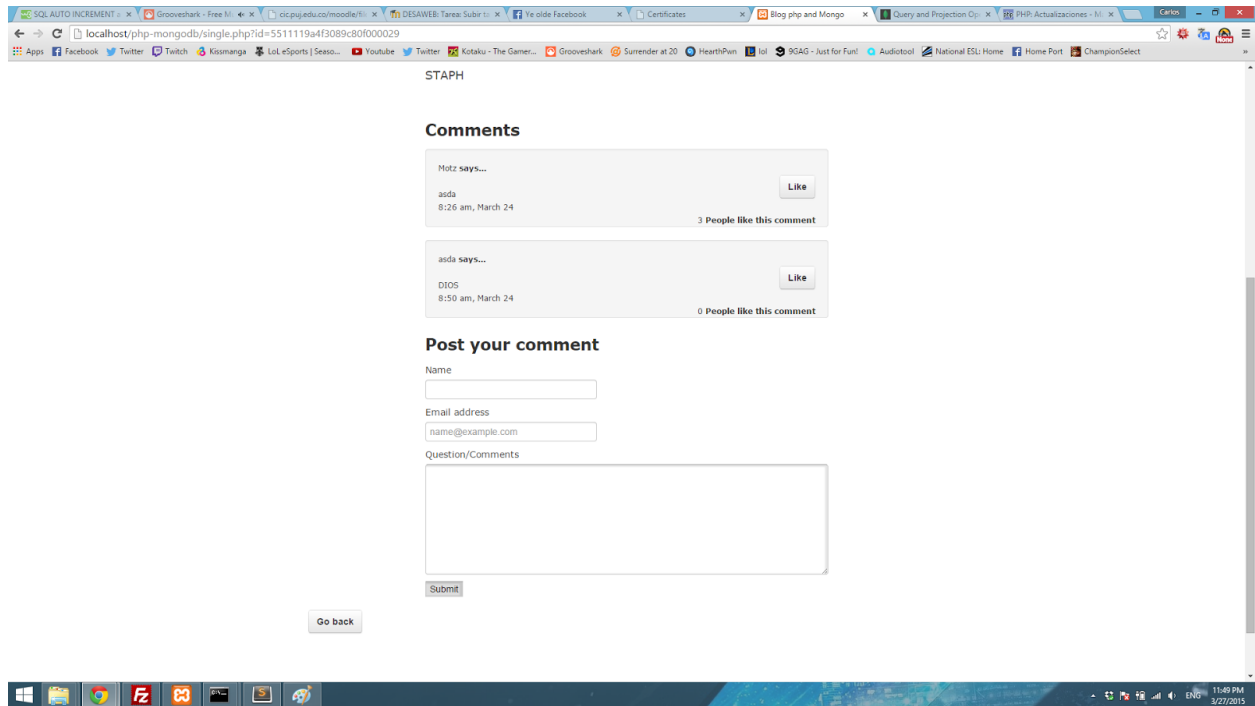 SQL AUTO INCREMENT a
Grooveshark - Free Mu
cic.puj.edu.co/moodle/file
DESAWEB: Tarea: Subir ta
Ye olde Facebook
Certificates
Blog php and Mongo
Query and Projection Op
PHP: Actualizaciones - M
Carlos
localhost/php-mongodb/single.php?id=5511119a4f3089c80f000029
Apps Facebook Twitter Twitch Kissmanga LoL eSports | Seaso... Youtube Twitter Kotaku - The Gamer... Grooveshark Surrender at 20 HearthPwn lol 9GAG - Just for Fun! Audiotool National ESL: Home Home Port ChampionSelect
None
STAPH
Comments
Motz says...
Like
asda
8:26 am, March 24
3 People like this comment
asda says...
Like
DIOS
8:50 am, March 24
0 People like this comment
Post your comment
Name
Email address
name@example.com
Question/Comments
Submit
Go back
ENG
11:49 PM
3/27/2015